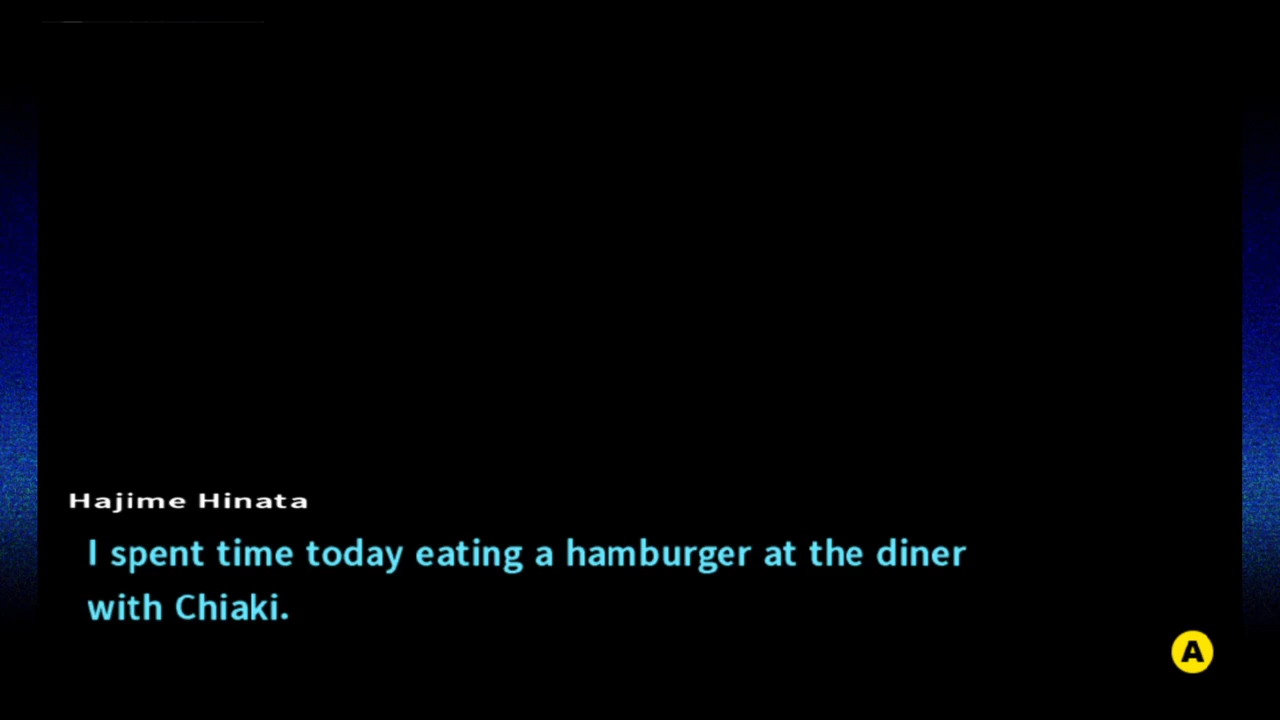 Hajime Hinata
I spent time today eating a hamburger at the diner
with Chiaki.
A